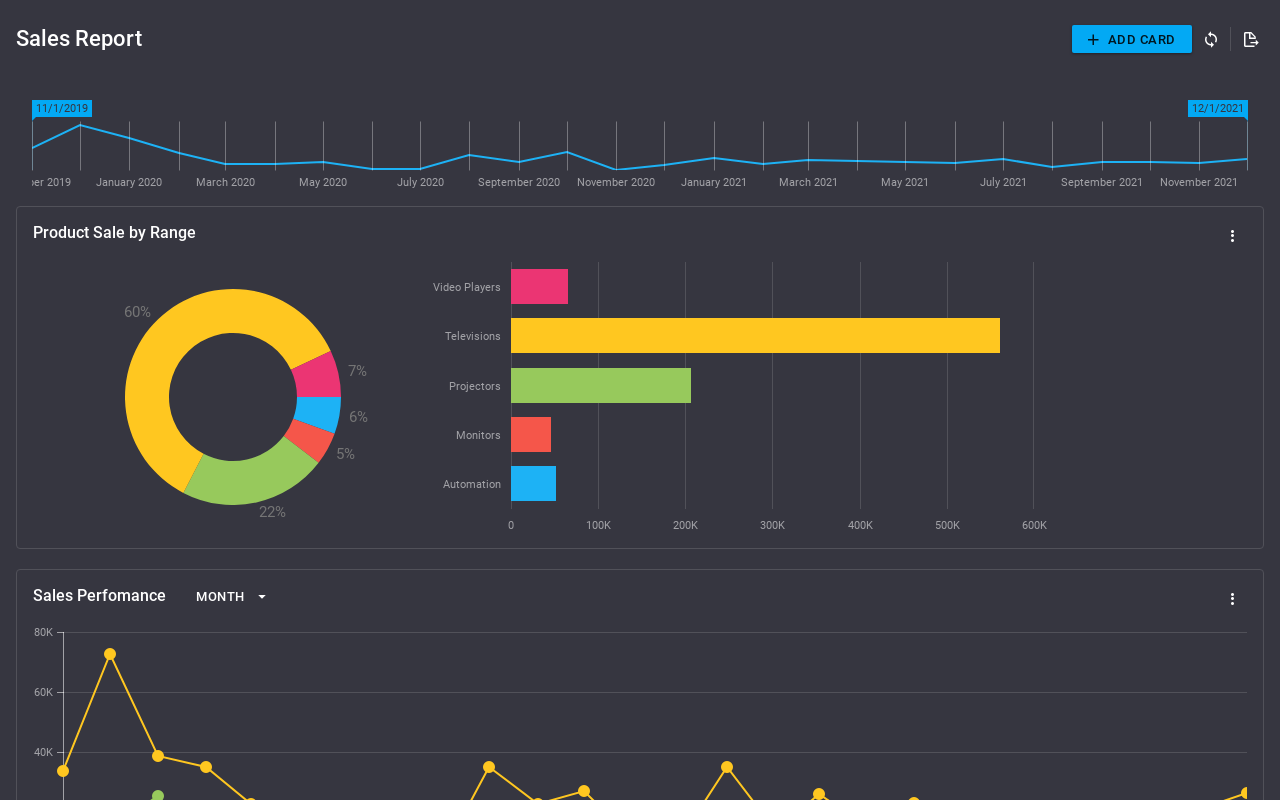 Sales Report
ADD CARD
11/1/2019
12/1/2021
ber 2019
January 2020
March 2020
May 2020
July 2020
September 2020
November 2020
January 2021
March 2021
May 2021
July 2021
September 2021
November 2021
Product Sale by Range
60%
7%
6%
5%
22%
Video Players
Televisions
Projectors
Monitors
Automation
0
100K
200K
300K
400K
500K
600K
Sales Perfomance
MONTH
80K
60K
40K